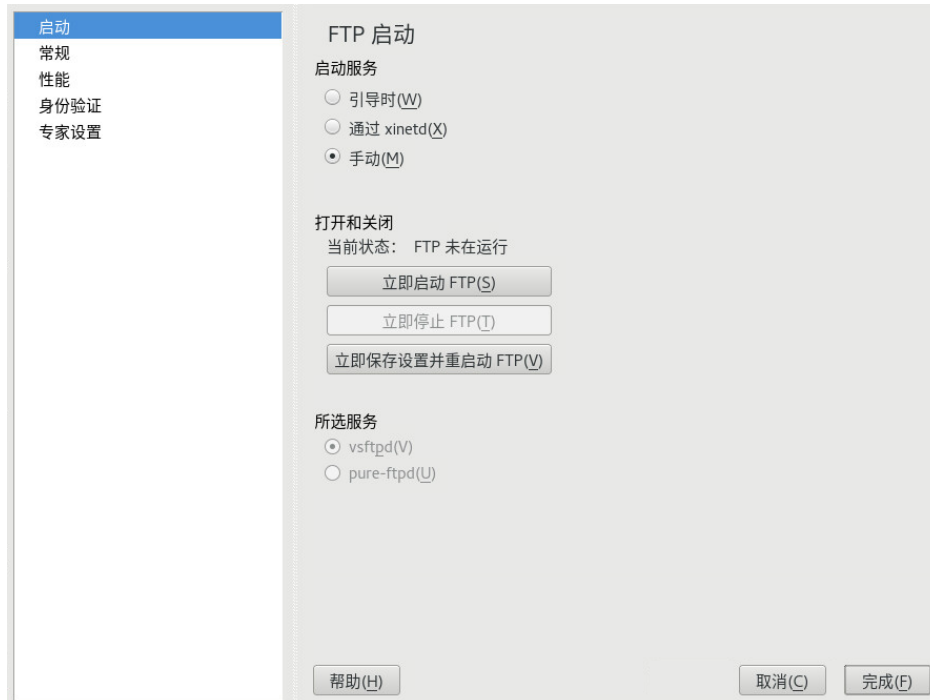 启动
常规
性能
身份验证
专家设置
FTP 启动
启动服务
引导时(W)
通过 xinetd(X)
手动(M)
打开和关闭
当前状态： FTP 未在运行
立即启动 FTP(S)
立即停止 FTP(T)
立即保存设置并重启动 FTP(V)
所选服务
vsftpd(V)
pure-ftpd(U)
帮助(H)
取消(C)
完成(F)